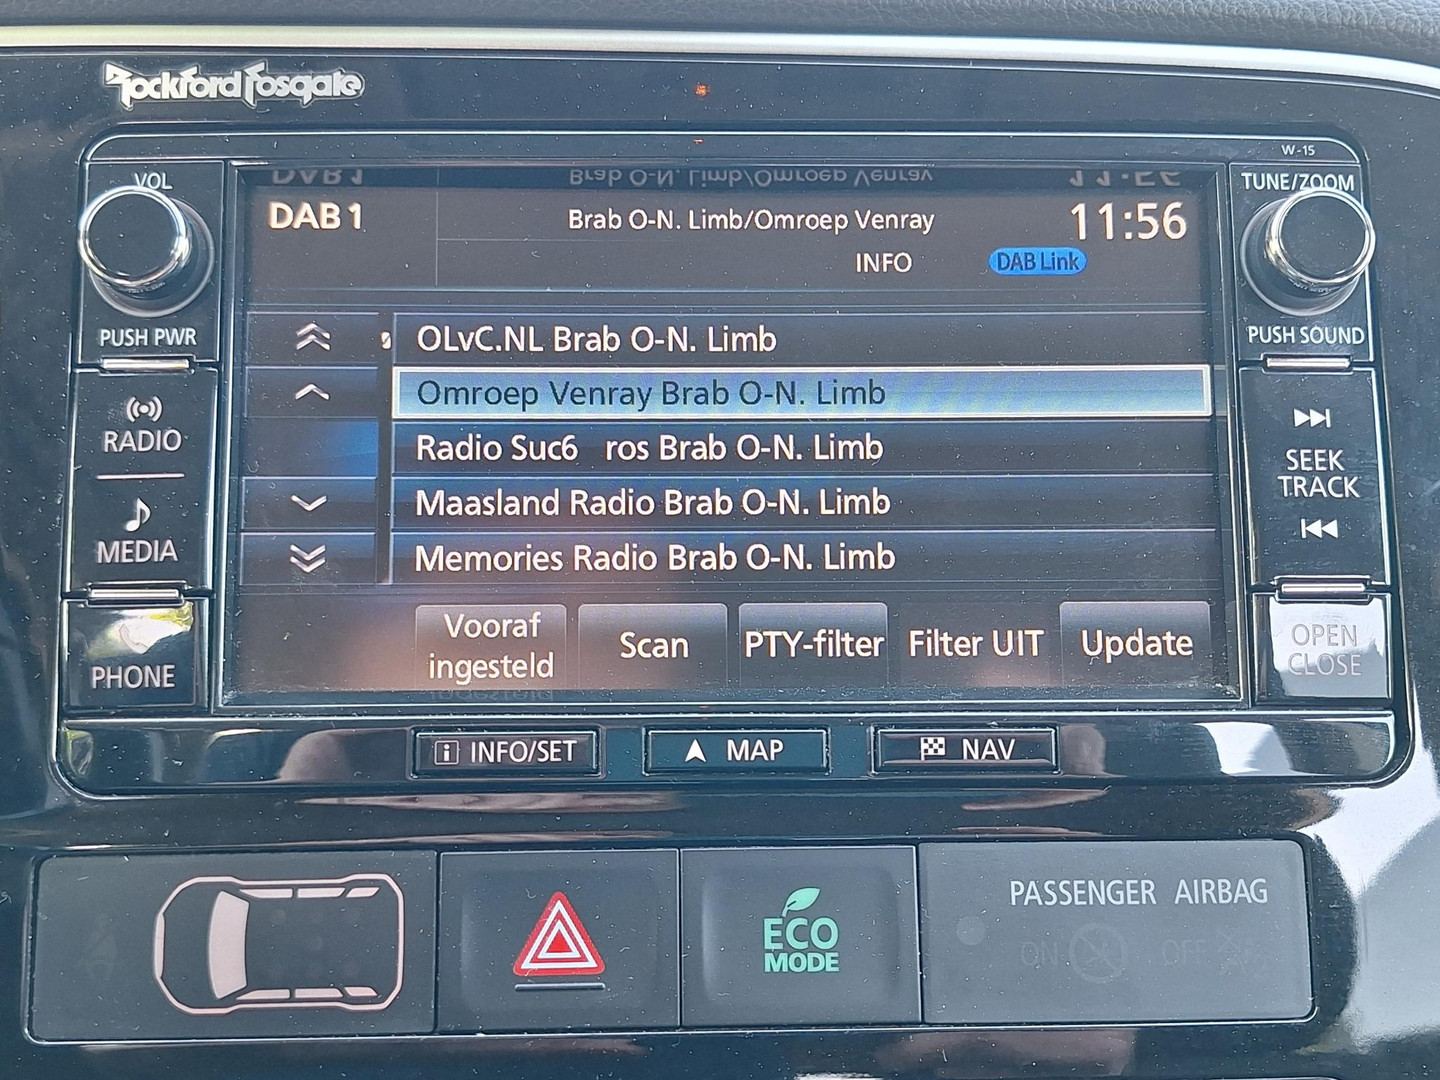 Rockford Fosgate
W-15
VOL
TUNE/ZOOM
DAB 1
Brab O-N. Limb/Omroep Venray
11:56
INFO
DAB Link
PUSH PWR
PUSH SOUND
OLvC.NL Brab O-N. Limb
Omroep Venray Brab O-N. Limb
Radio Suc6 ros Brab O-N. Limb
Maasland Radio Brab O-N. Limb
Memories Radio Brab O-N. Limb
RADIO
MEDIA
PHONE
SEEK
TRACK
OPEN
CLOSE
Vooraf
ingesteld
Scan
PTY-filter
Filter UIT
Update
INFO/SET
MAP
NAV
ECO
MODE
PASSENGER AIRBAG
ON
OFF